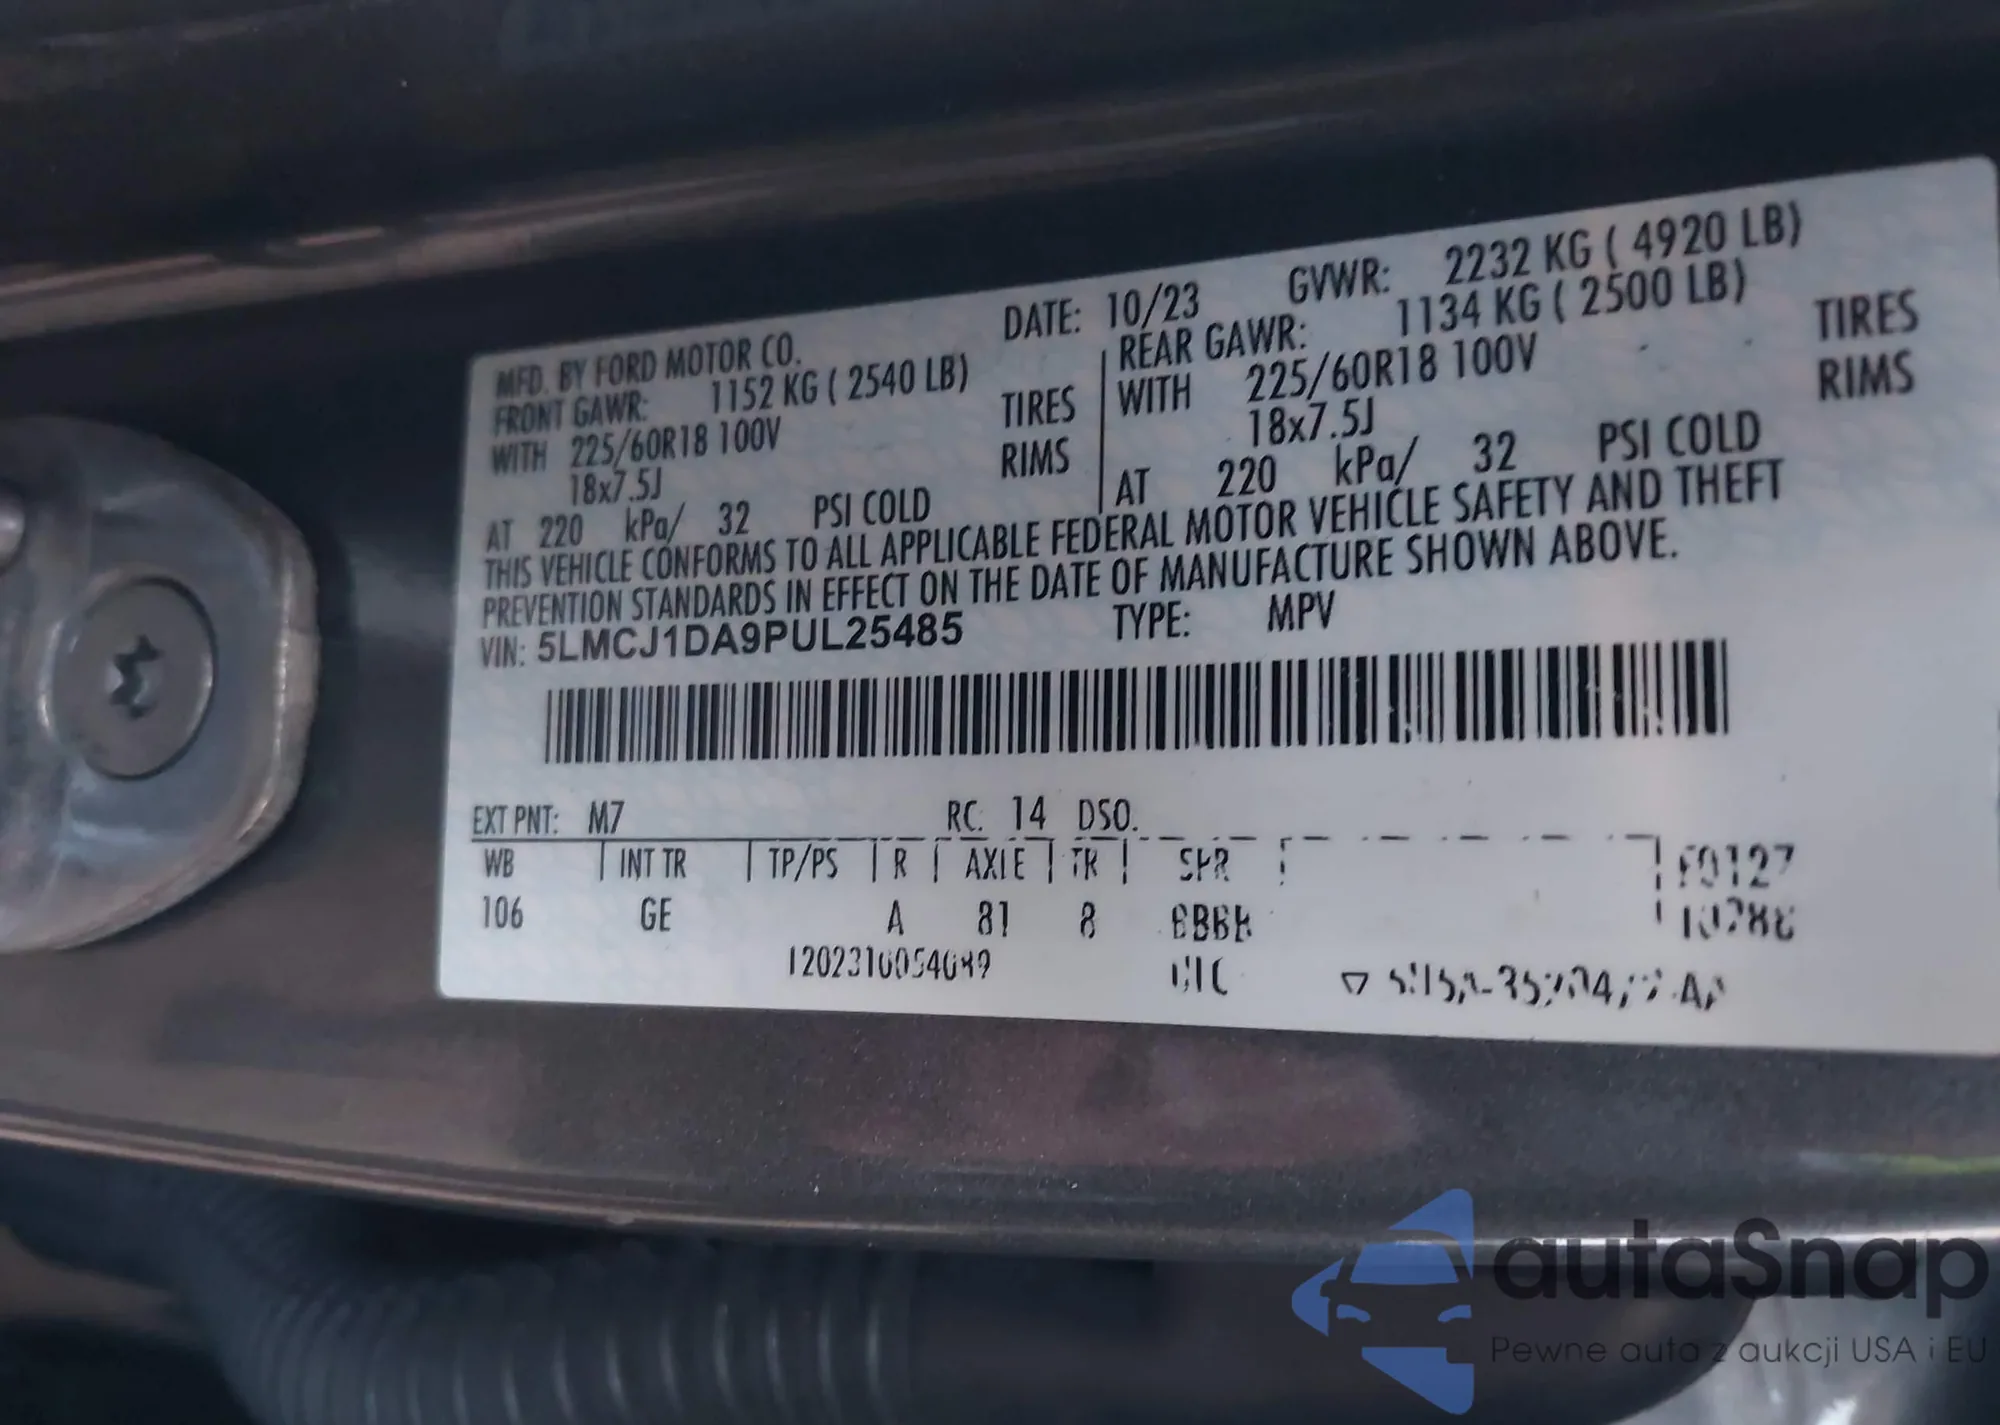 MFD. BY FORD MOTOR CO. DATE: 10/23 GVWR: 2232 KG ( 4920 LB)
FRONT GAWR: 1152 KG ( 2540 LB) REAR GAWR: 1134 KG ( 2500 LB)
WITH 225/60R18 100V TIRES WITH 225/60R18 100V TIRES
18x7.5J RIMS 18x7.5J RIMS
AT 220 kPa/ 32 PSI COLD AT 220 kPa/ 32 PSI COLD
THIS VEHICLE CONFORMS TO ALL APPLICABLE FEDERAL MOTOR VEHICLE SAFETY AND THEFT
PREVENTION STANDARDS IN EFFECT ON THE DATE OF MANUFACTURE SHOWN ABOVE.
VIN: 5LMCJ1DA9PUL25485 TYPE: MPV
EXT PNT: M7 RC: 14 DSO:
WB INT TR TP/PS R AXLE TR SPR
106 GE A 81 8
autoSnap
Pewne auta z aukcji USA i EU